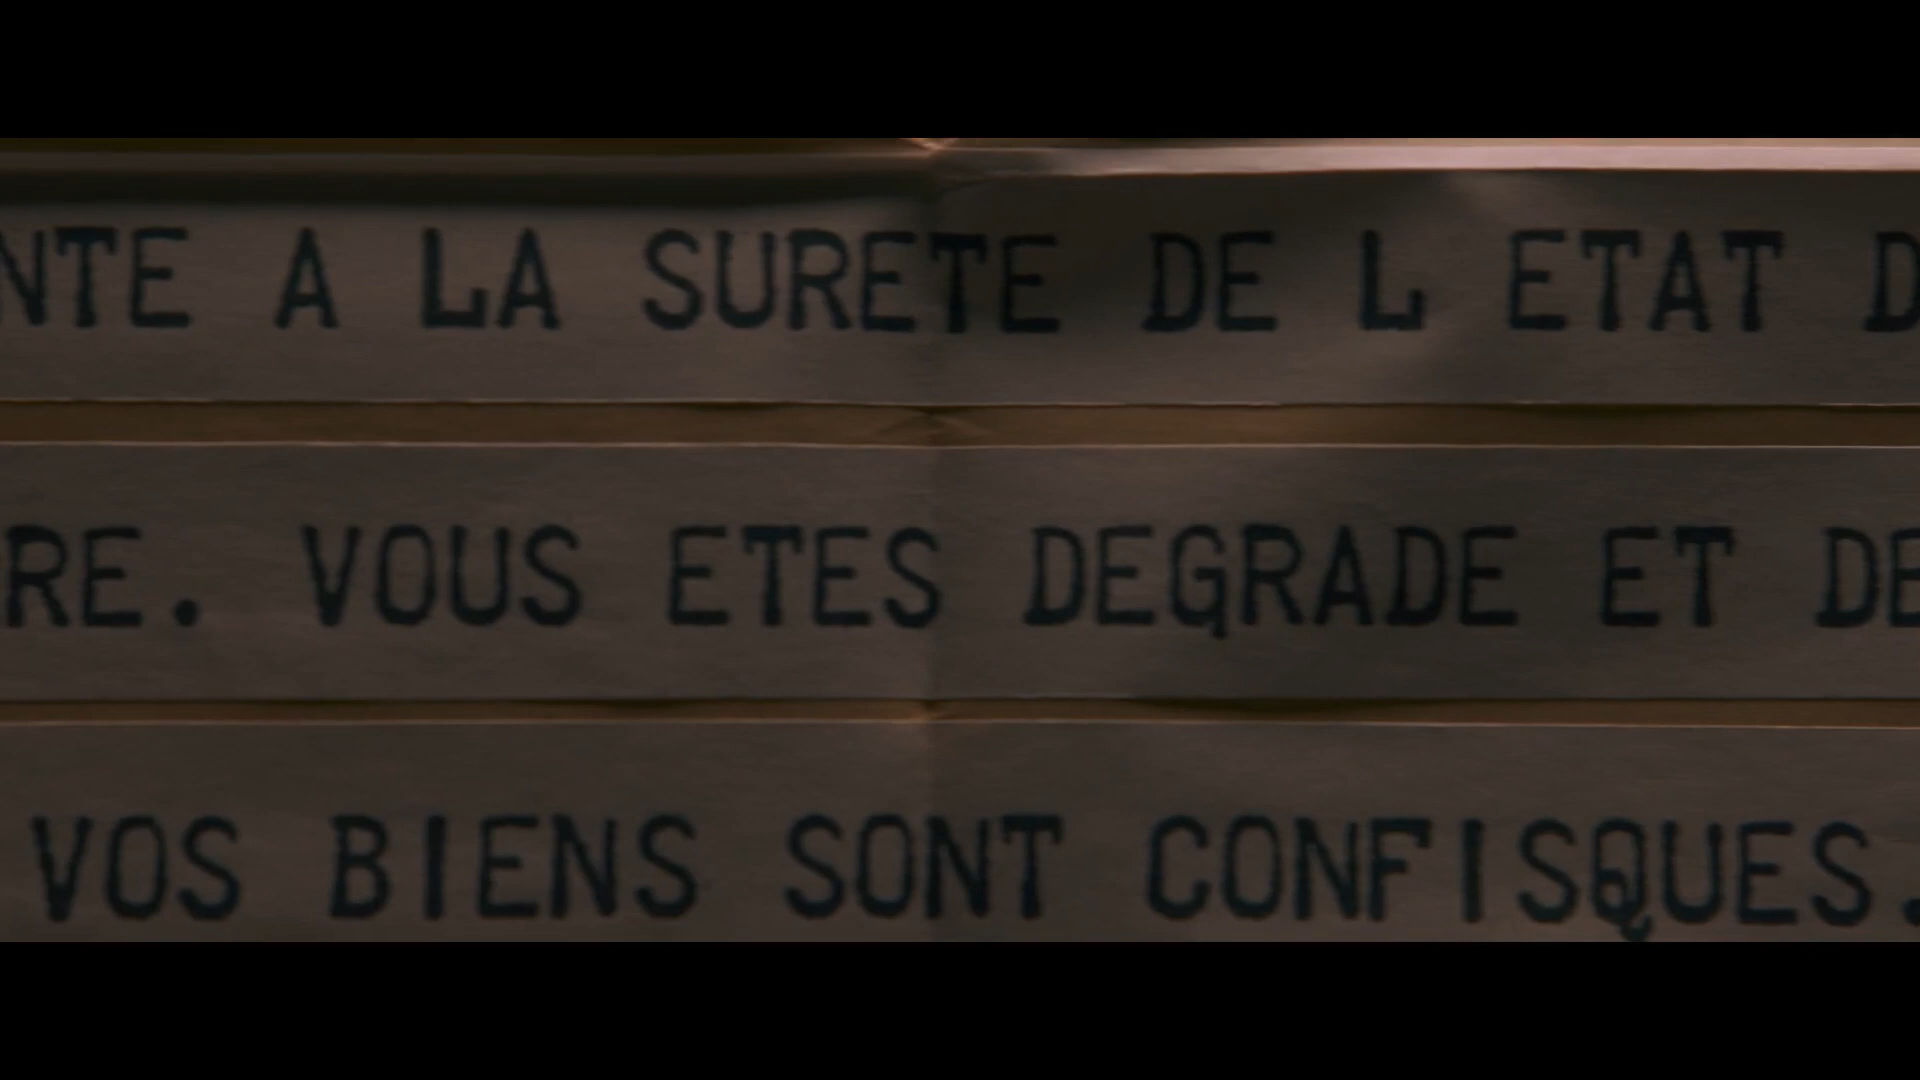 NTE A LA SURETE DE L ETAT D
RE. VOUS ETES DEGRADE ET DE
VOS BIENS SONT CONFISQUES.